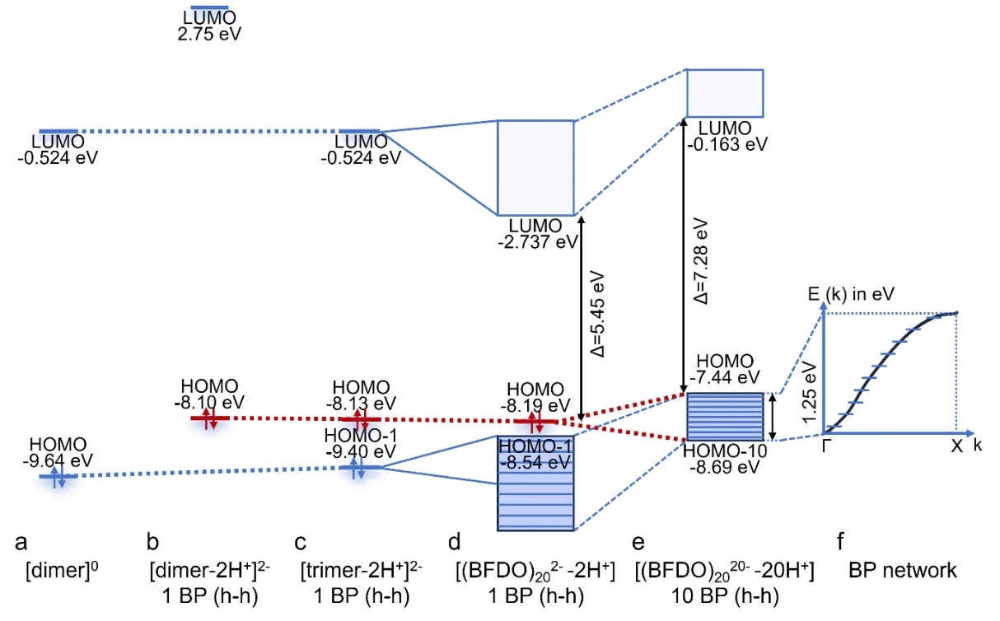 LUMO
2.75 eV
LUMO
-0.524 eV
LUMO
-0.524 eV
LUMO
-2.737 eV
LUMO
-0.163 eV
Δ=5.45 eV
Δ=7.28 eV
HOMO
-9.64 eV
HOMO
-8.10 eV
HOMO
-8.13 eV
HOMO-1
-9.40 eV
HOMO
-8.19 eV
HOMO-1
-8.54 eV
HOMO
-7.44 eV
HOMO-10
-8.69 eV
E (k) in eV
1.25 eV
Γ
X
k
a
[dimer]⁰
b
[dimer-2H⁺]²⁻
1 BP (h-h)
c
[trimer-2H⁺]²⁻
1 BP (h-h)
d
[(BFDO)₂₀²⁻ -2H⁺]
1 BP (h-h)
e
[(BFDO)₂₀²⁰⁻ -20H⁺]
10 BP (h-h)
f
BP network